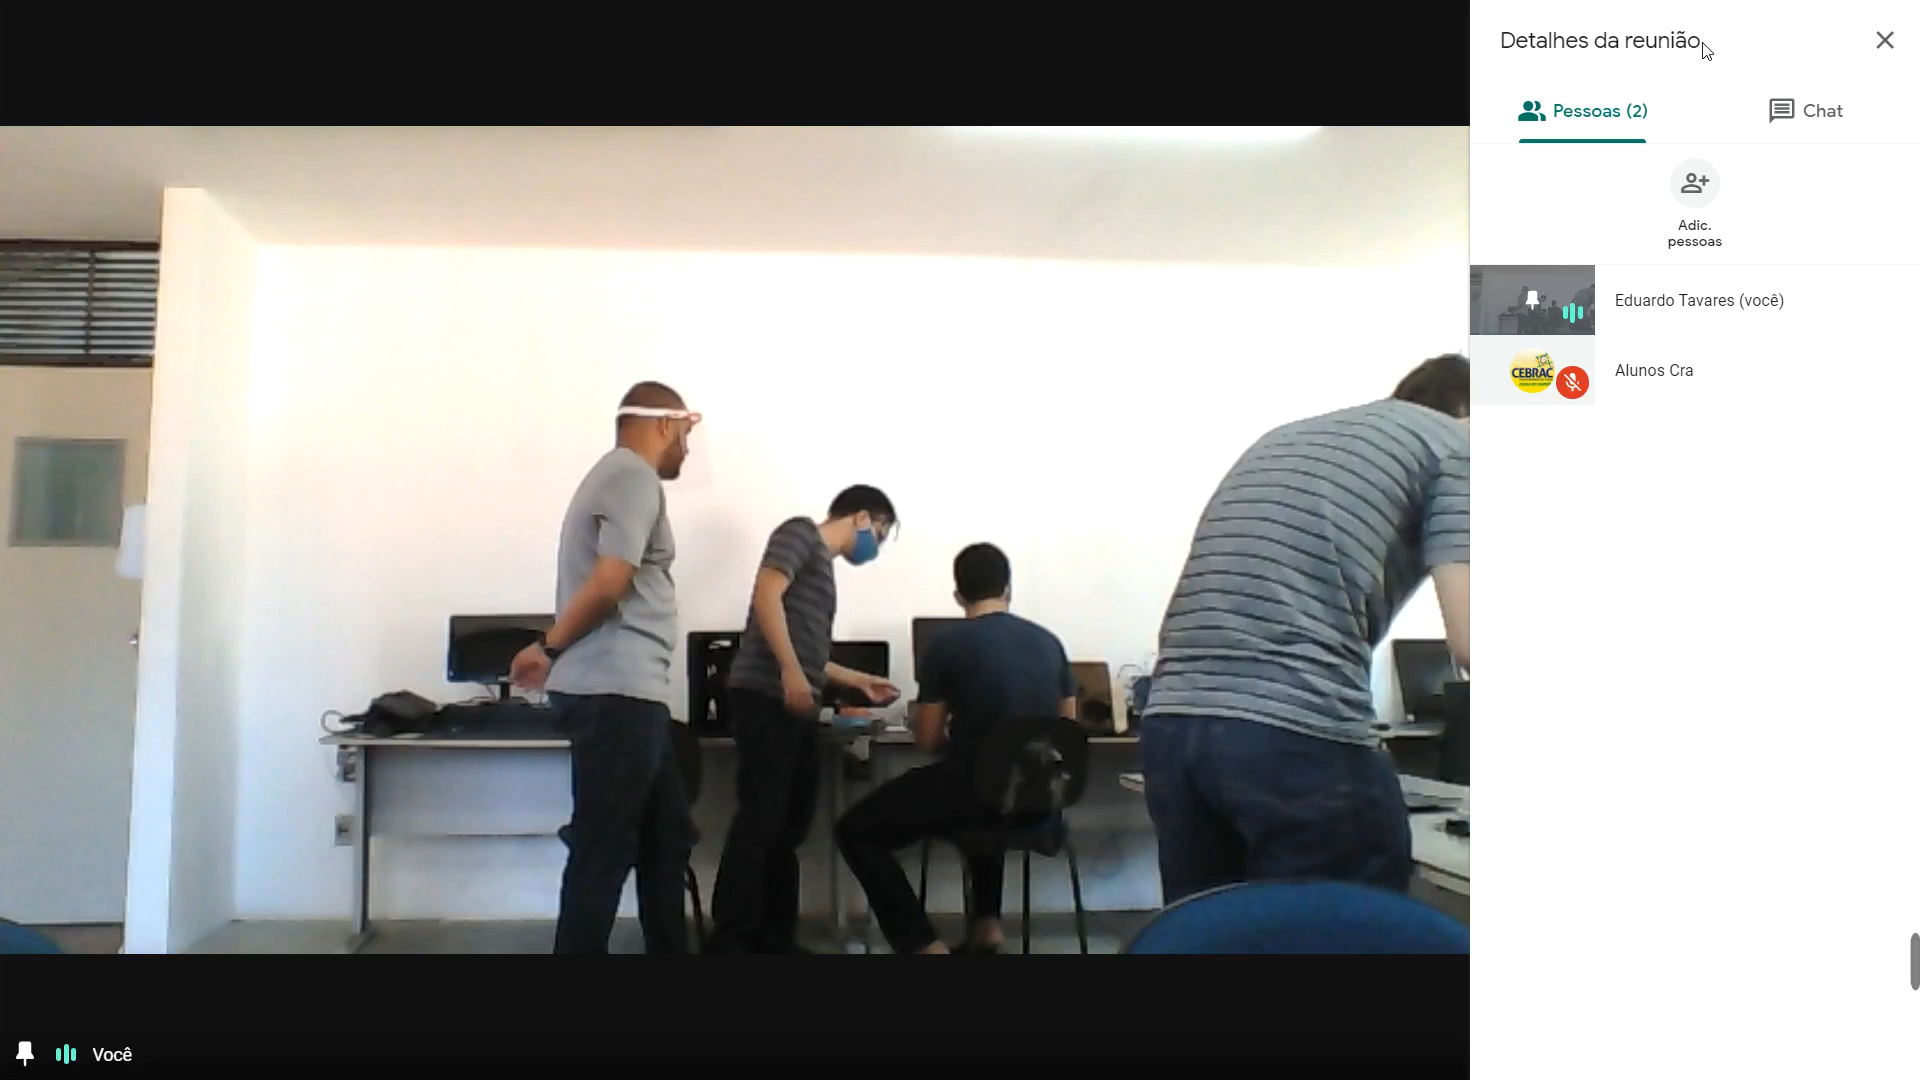 Detalhes da reunião
Pessoas (2)
Chat
Adic.
pessoas
Eduardo Tavares (você)
CEBRAC
Alunos Cra
Você